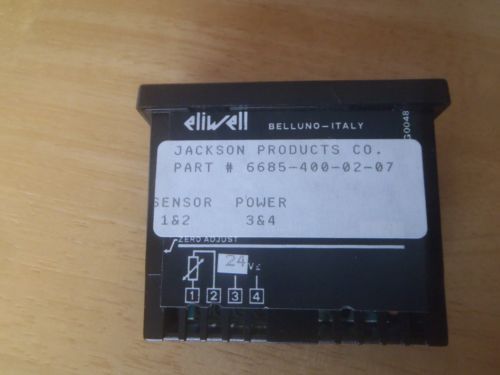 eliwell BELLUNO-ITALY
G0048
JACKSON PRODUCTS CO.
PART # 6685-400-02-07
SENSOR POWER
1&2 3&4
ZERO ADJUST
24V~
1 2 3 4